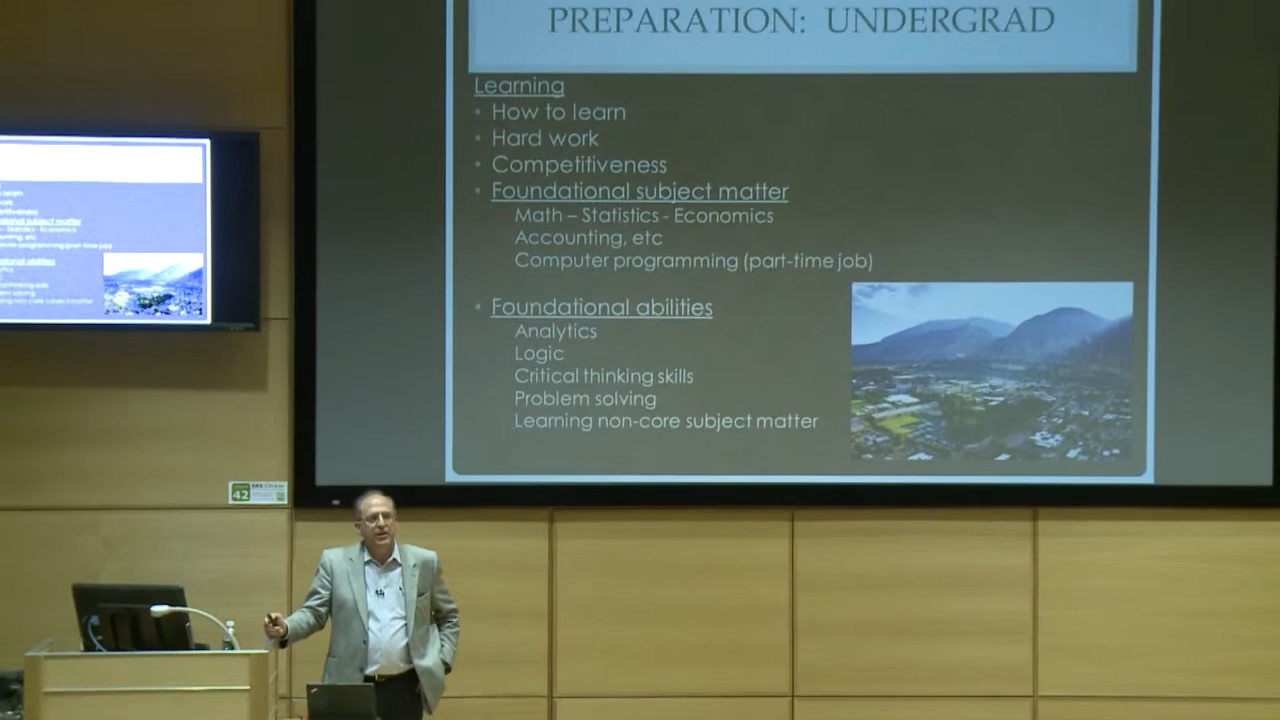 PREPARATION: UNDERGRAD
Learning
• How to learn
• Hard work
• Competitiveness
• Foundational subject matter
Math – Statistics - Economics
Accounting, etc
Computer programming (part-time job)
• Foundational abilities
Analytics
Logic
Critical thinking skills
Problem solving
Learning non-core subject matter
42